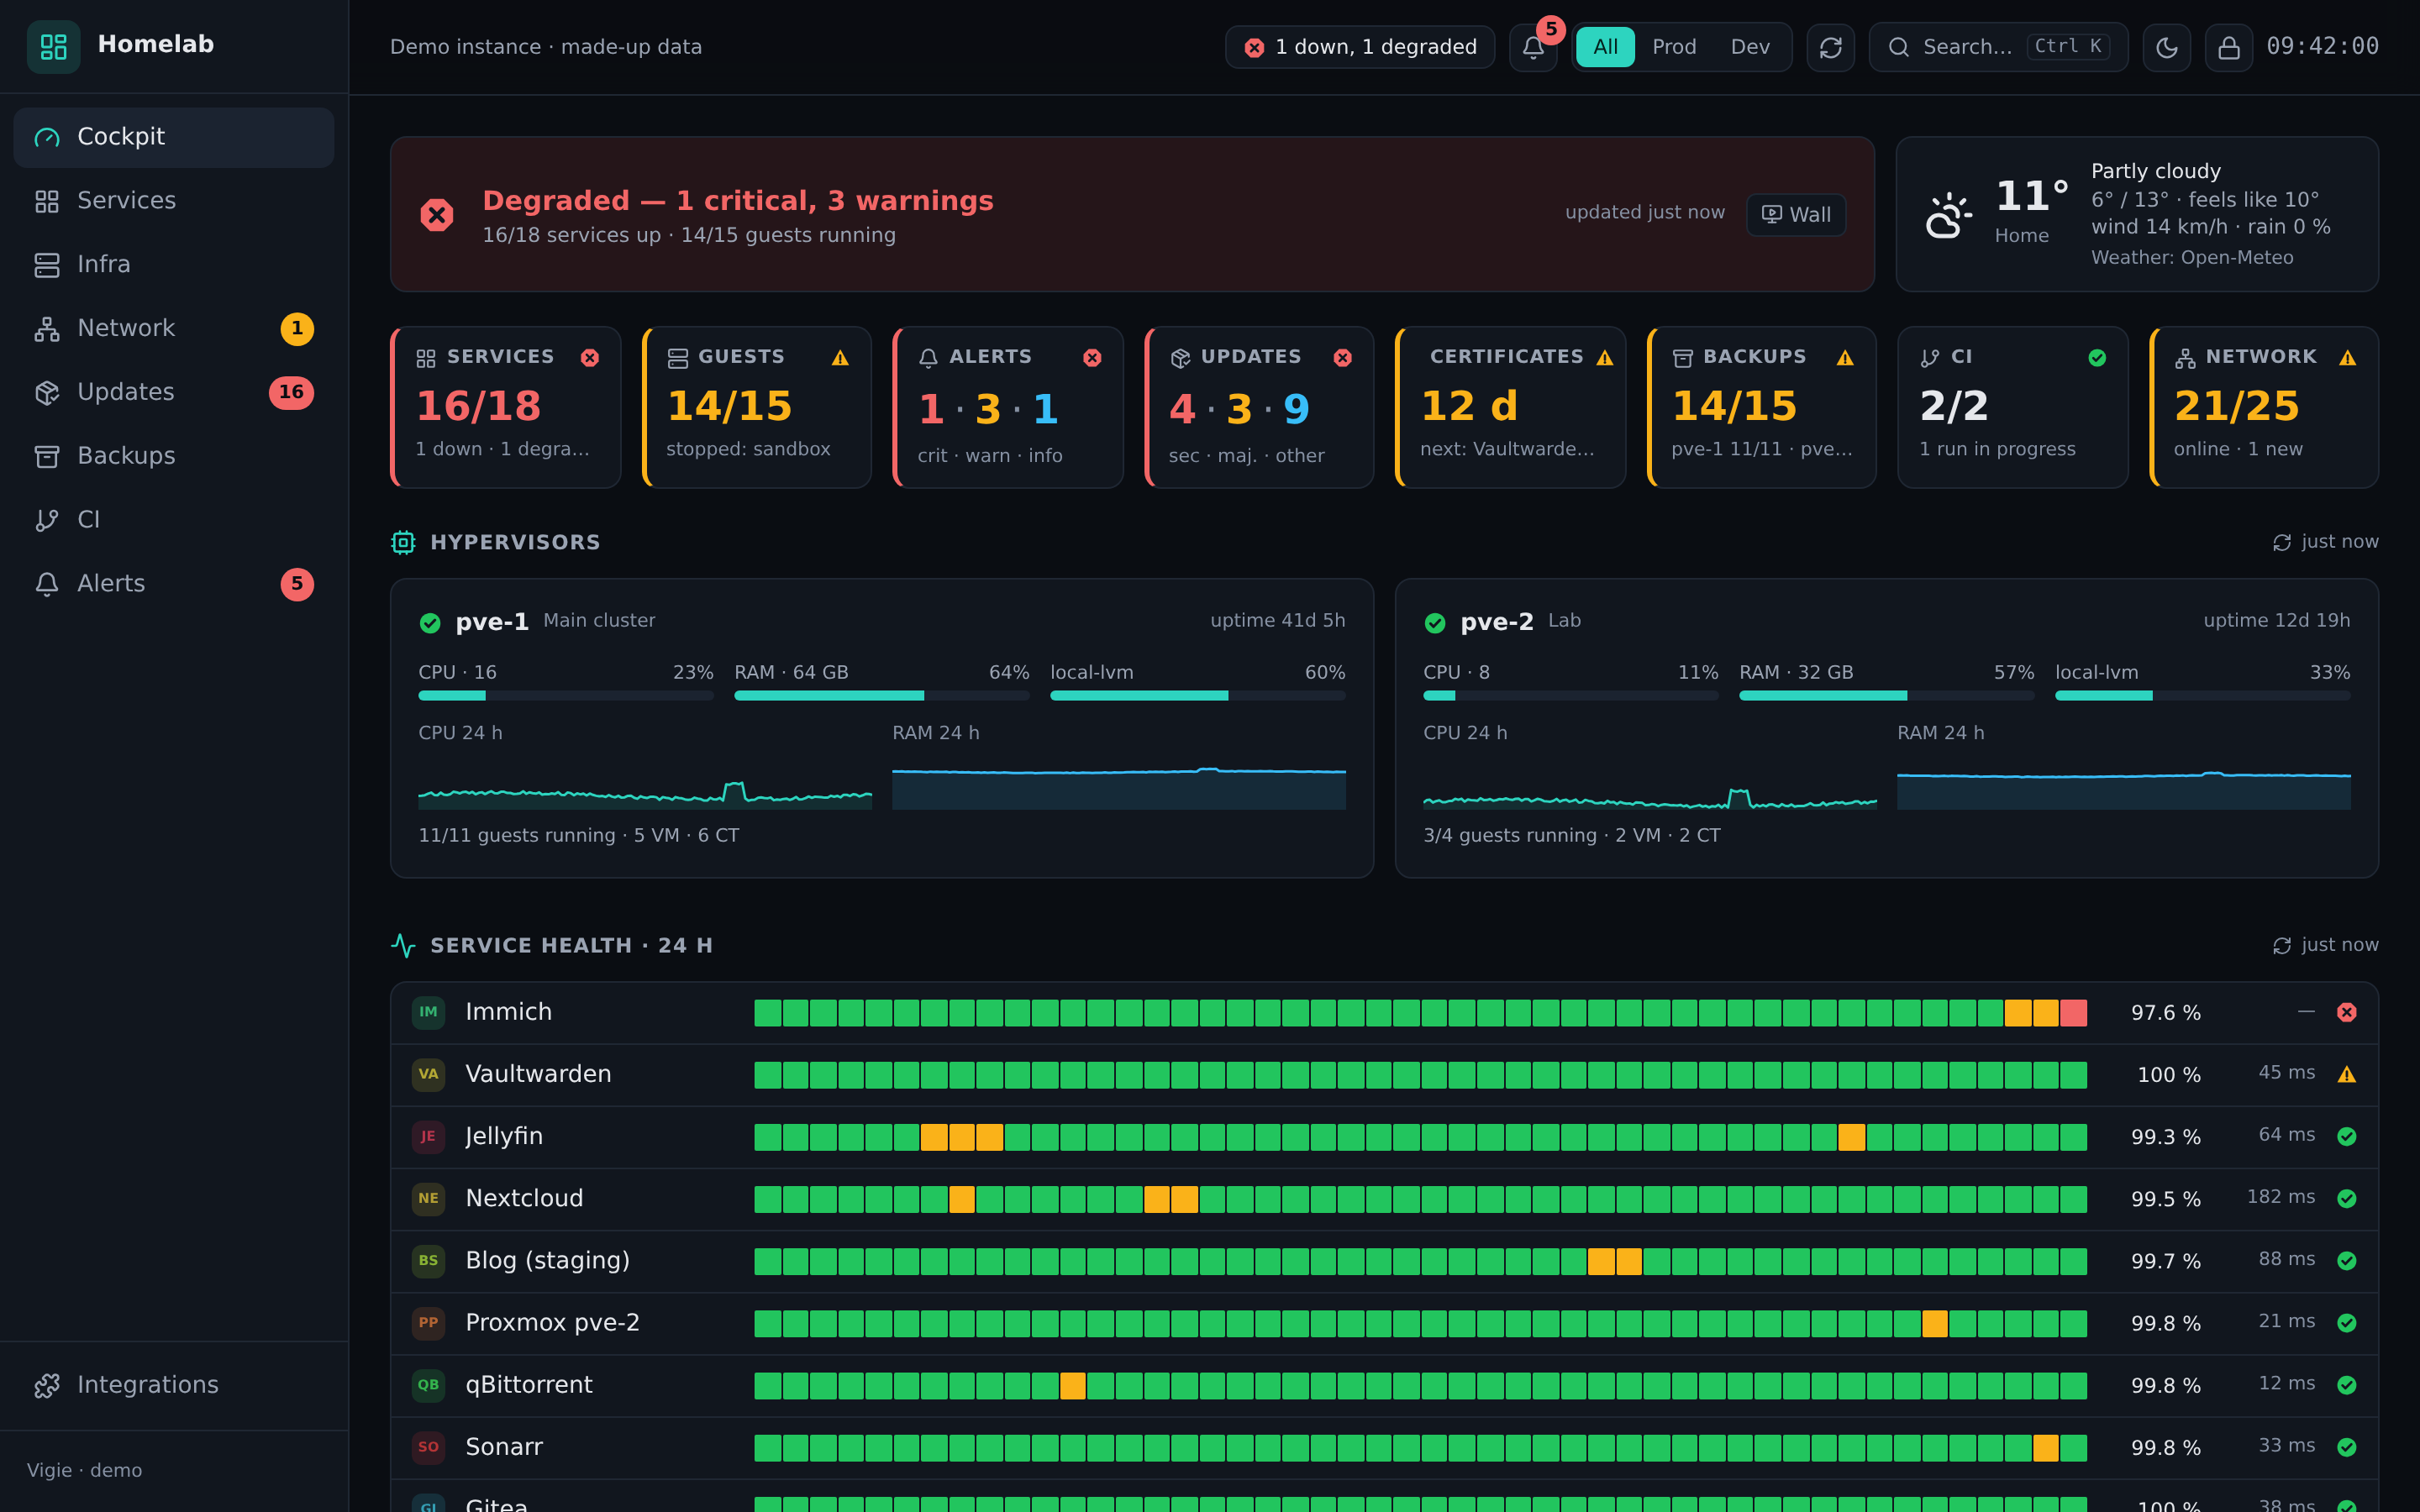 Homelab
Cockpit
Services
Infra
Network 1
Updates 16
Backups
CI
Alerts 5
Integrations
Vigie · demo
Demo instance · made-up data
1 down, 1 degraded
5
All Prod Dev
Search... Ctrl K
09:42:00
Degraded — 1 critical, 3 warnings
16/18 services up · 14/15 guests running
updated just now
Wall
11°
Home
Partly cloudy
6° / 13° · feels like 10°
wind 14 km/h · rain 0 %
Weather: Open-Meteo
SERVICES
16/18
1 down · 1 degra...
GUESTS
14/15
stopped: sandbox
ALERTS
1 · 3 · 1
crit · warn · info
UPDATES
4 · 3 · 9
sec · maj. · other
CERTIFICATES
12 d
next: Vaultwarde...
BACKUPS
14/15
pve-1 11/11 · pve...
CI
2/2
1 run in progress
NETWORK
21/25
online · 1 new
HYPERVISORS just now
pve-1 Main cluster uptime 41d 5h
CPU · 16 23% RAM · 64 GB 64% local-lvm 60%
CPU 24 h RAM 24 h
11/11 guests running · 5 VM · 6 CT
pve-2 Lab uptime 12d 19h
CPU · 8 11% RAM · 32 GB 57% local-lvm 33%
CPU 24 h RAM 24 h
3/4 guests running · 2 VM · 2 CT
SERVICE HEALTH · 24 H just now
IM Immich 97.6 % —
VA Vaultwarden 100 % 45 ms
JE Jellyfin 99.3 % 64 ms
NE Nextcloud 99.5 % 182 ms
BS Blog (staging) 99.7 % 88 ms
PP Proxmox pve-2 99.8 % 21 ms
QB qBittorrent 99.8 % 12 ms
SO Sonarr 99.8 % 33 ms
GI Gitea 100 % 38 ms